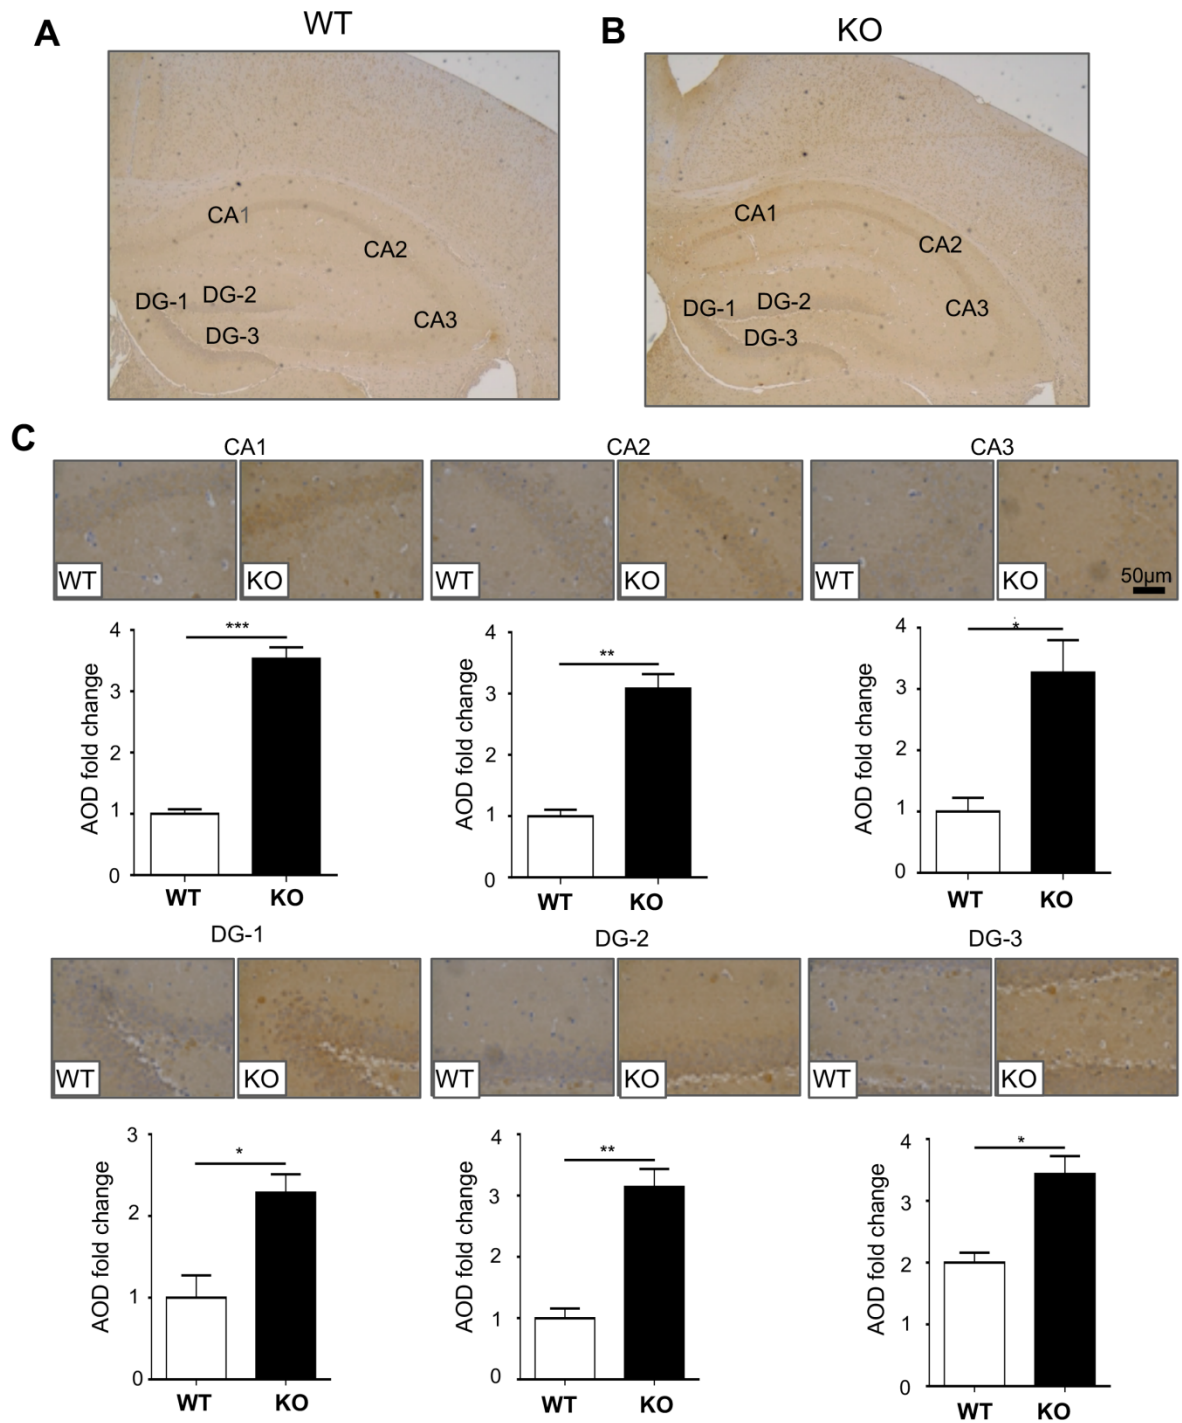 A WT
B KO
CA1
CA2
CA3
DG-1 DG-2
DG-3
CA1
CA2
CA3
DG-1 DG-2
DG-3
C
CA1 CA2 CA3
WT KO WT KO WT KO
50µm
4
3
2
1
0
AOD fold change
***
WT KO
4
3
2
1
0
AOD fold change
**
WT KO
4
3
2
1
0
AOD fold change
*
WT KO
DG-1 DG-2 DG-3
WT KO WT KO WT KO
3
2
1
0
AOD fold change
*
WT KO
4
3
2
1
0
AOD fold change
**
WT KO
4
3
2
1
0
AOD fold change
*
WT KO